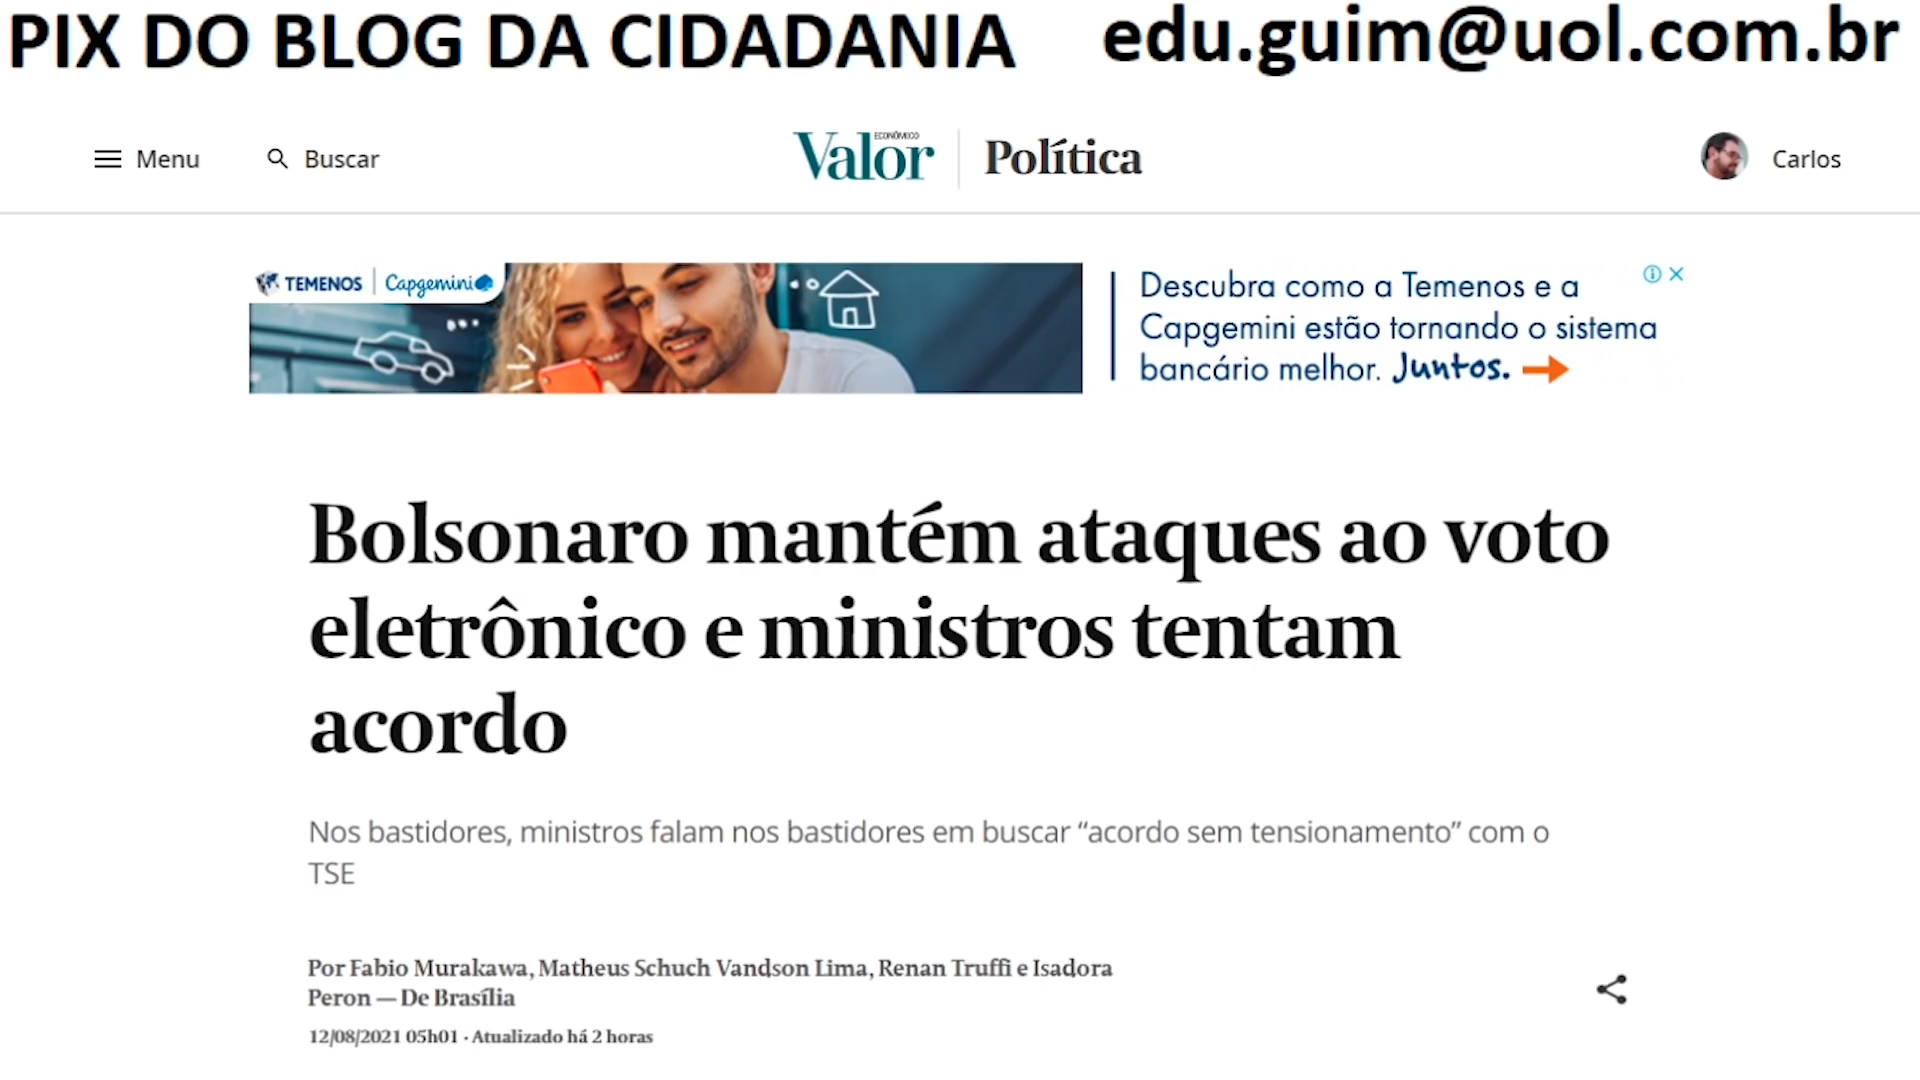 PIX DO BLOG DA CIDADANIA edu.guim@uol.com.br
Menu Buscar Valor ECONÔMICO Política Carlos
TEMENOS Capgemini
Descubra como a Temenos e a
Capgemini estão tornando o sistema
bancário melhor. Juntos.
Bolsonaro mantém ataques ao voto
eletrônico e ministros tentam
acordo
Nos bastidores, ministros falam nos bastidores em buscar “acordo sem tensionamento” com o
TSE
Por Fabio Murakawa, Matheus Schuch Vandson Lima, Renan Truffi e Isadora
Peron — De Brasília
12/08/2021 05h01 · Atualizado há 2 horas